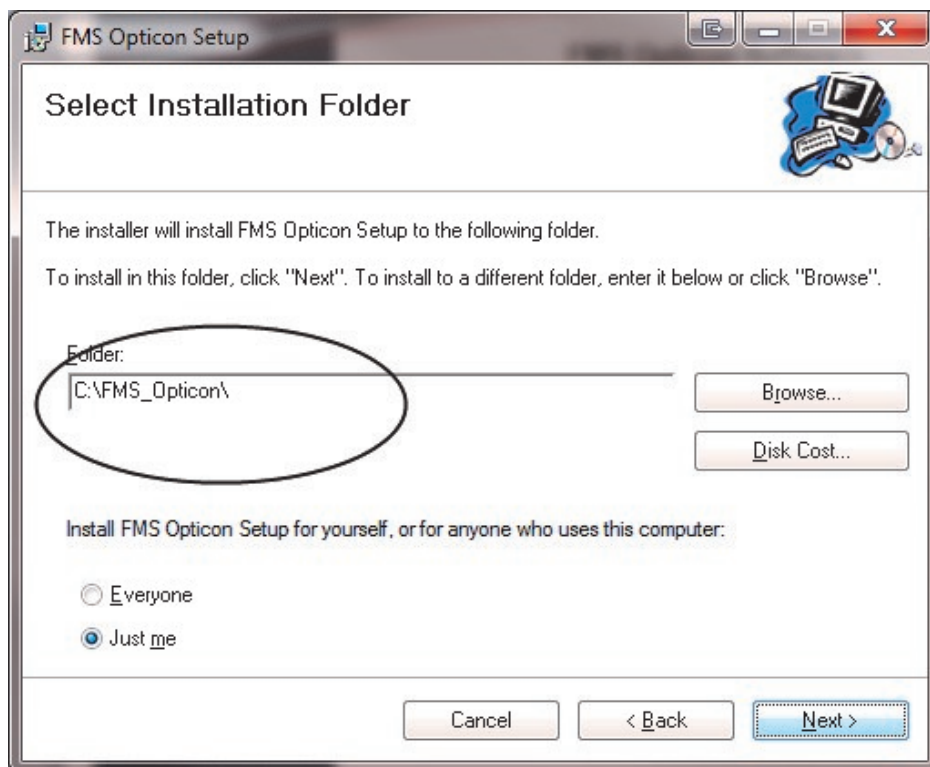 FMS Opticon Setup
Select Installation Folder
The installer will install FMS Opticon Setup to the following folder.
To install in this folder, click "Next". To install to a different folder, enter it below or click "Browse".
Folder:
C:\FMS_Opticon\
Browse...
Disk Cost...
Install FMS Opticon Setup for yourself, or for anyone who uses this computer:
Everyone
Just me
Cancel
< Back
Next >